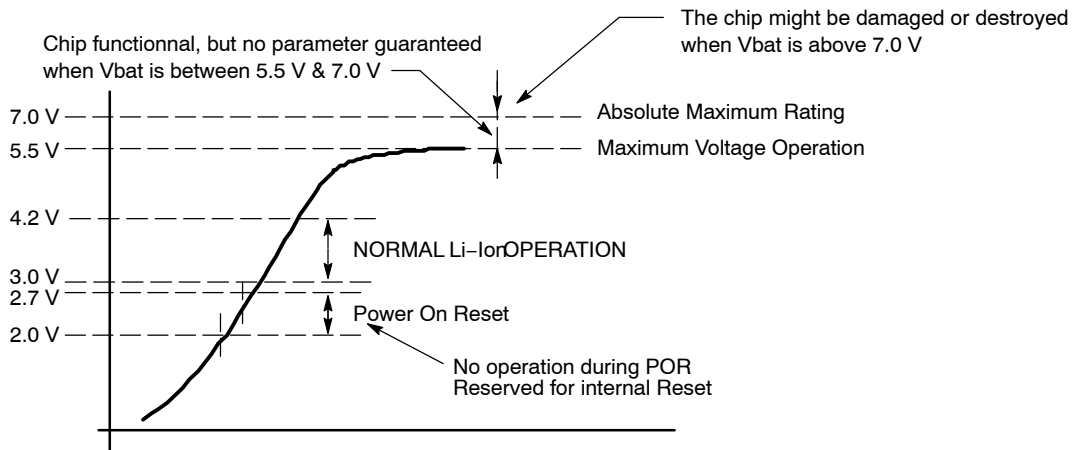 The chip might be damaged or destroyed
when Vbat is above 7.0 V
Chip functionnal, but no parameter guaranteed
when Vbat is between 5.5 V & 7.0 V
7.0 V
Absolute Maximum Rating
5.5 V
Maximum Voltage Operation
4.2 V
NORMAL Li−IonOPERATION
3.0 V
2.7 V
Power On Reset
2.0 V
No operation during POR
Reserved for internal Reset